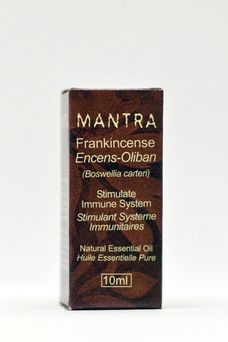 MANTRA
Frankincense
Encens-Oliban
(Boswellia carteri)
Stimulate
Immune System
Stimulant Systeme
Immunitaires
Natural Essential Oil
Huile Essentielle Pure
10ml